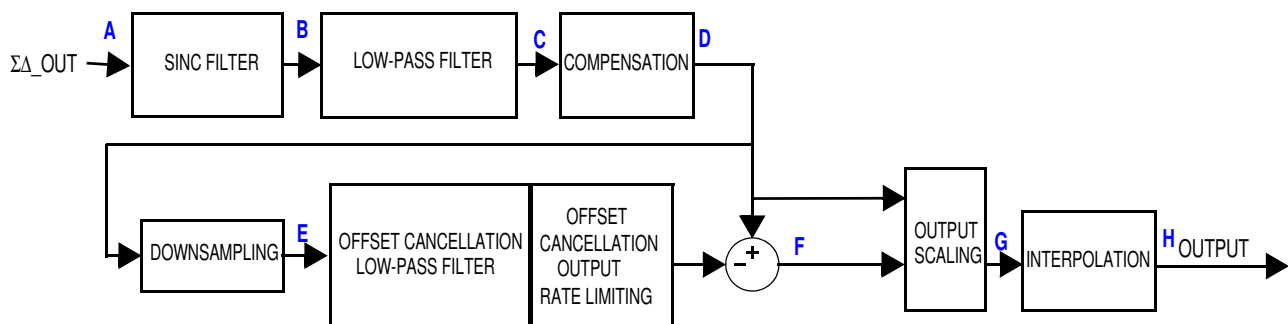 A
B
C
D
ΣΔ_OUT
SINC FILTER
LOW-PASS FILTER
COMPENSATION
E
DOWNSAMPLING
OFFSET CANCELLATION
LOW-PASS FILTER
OFFSET
CANCELLATION
OUTPUT
RATE LIMITING
–
+
F
OUTPUT
SCALING
G
INTERPOLATION
H
OUTPUT